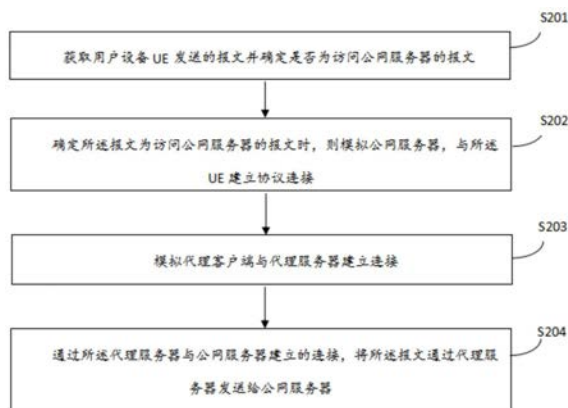 S201
获取用户设备 UE 发送的报文并确定是否为访问公网服务器的报文
S202
确定所述报文为访问公网服务器的报文时，则模拟公网服务器，与所述
UE 建立协议连接
S203
模拟代理客户端与代理服务器建立连接
S204
通过所述代理服务器与公网服务器建立的连接，将所述报文通过代理服
务器发送给公网服务器